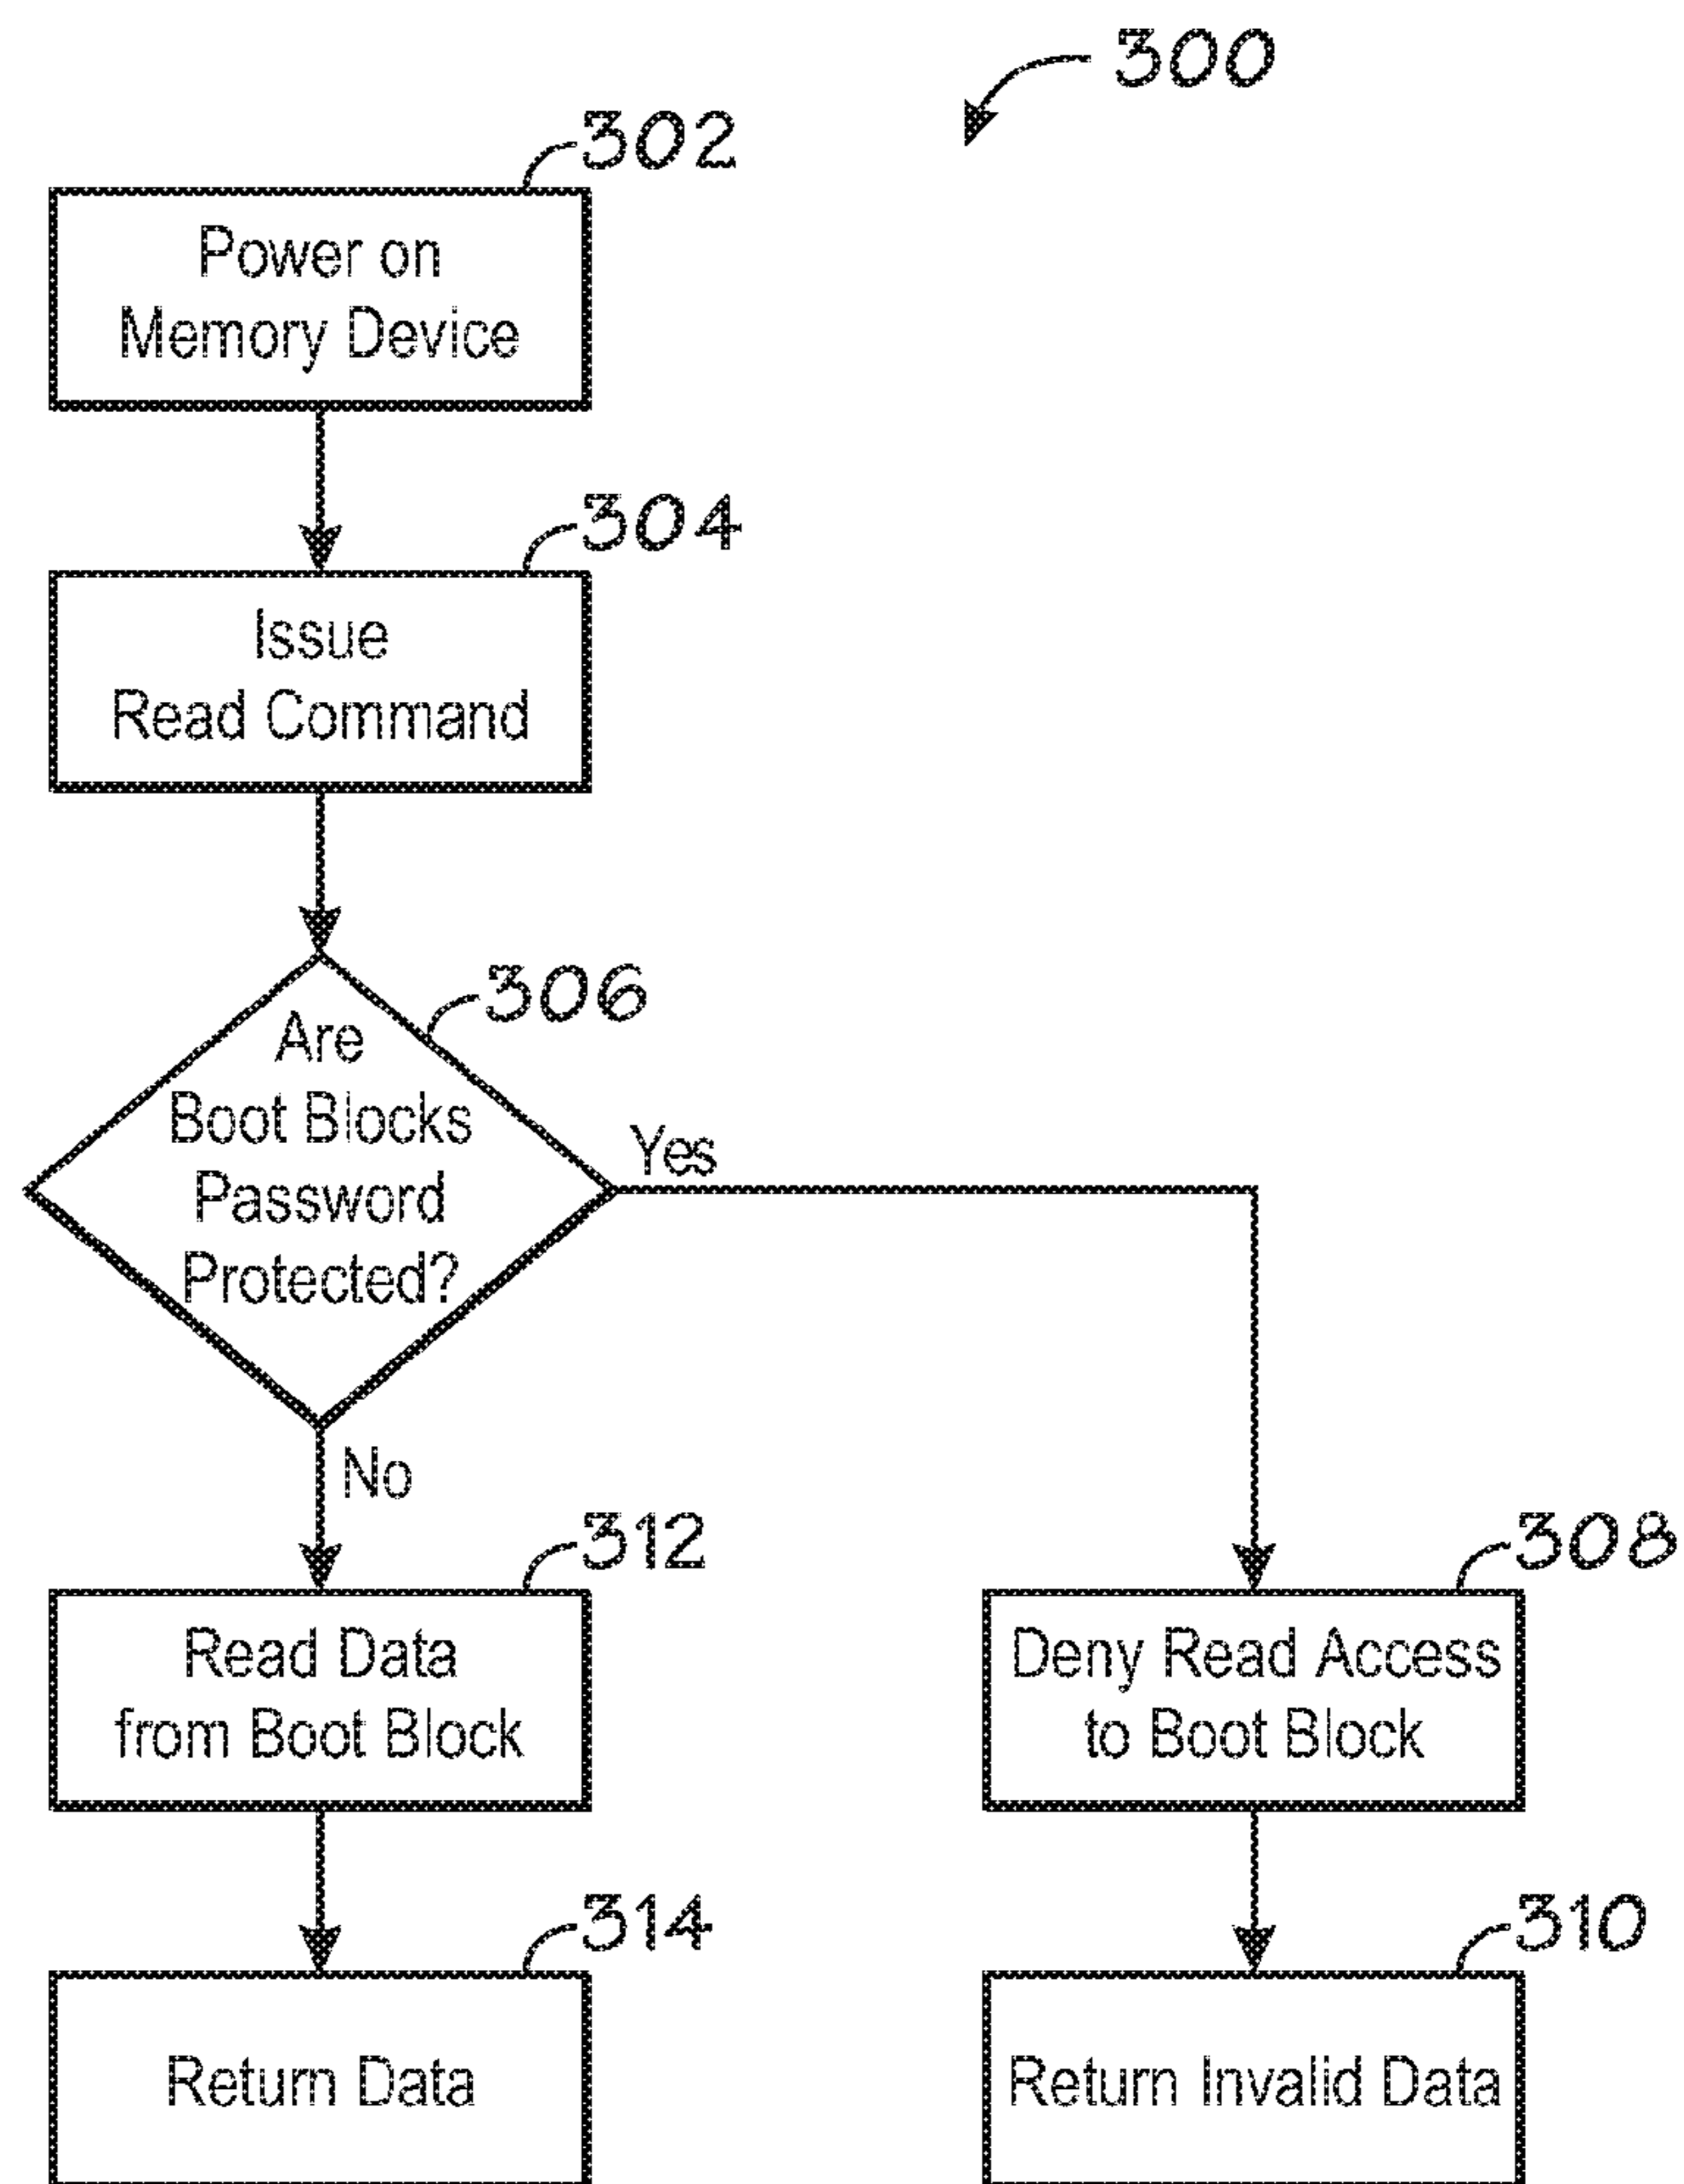 300
302
Power on
Memory Device
304
Issue
Read Command
306
Are
Boot Blocks
Password
Protected?
Yes
No
312
Read Data
from Boot Block
308
Deny Read Access
to Boot Block
314
Return Data
310
Return Invalid Data